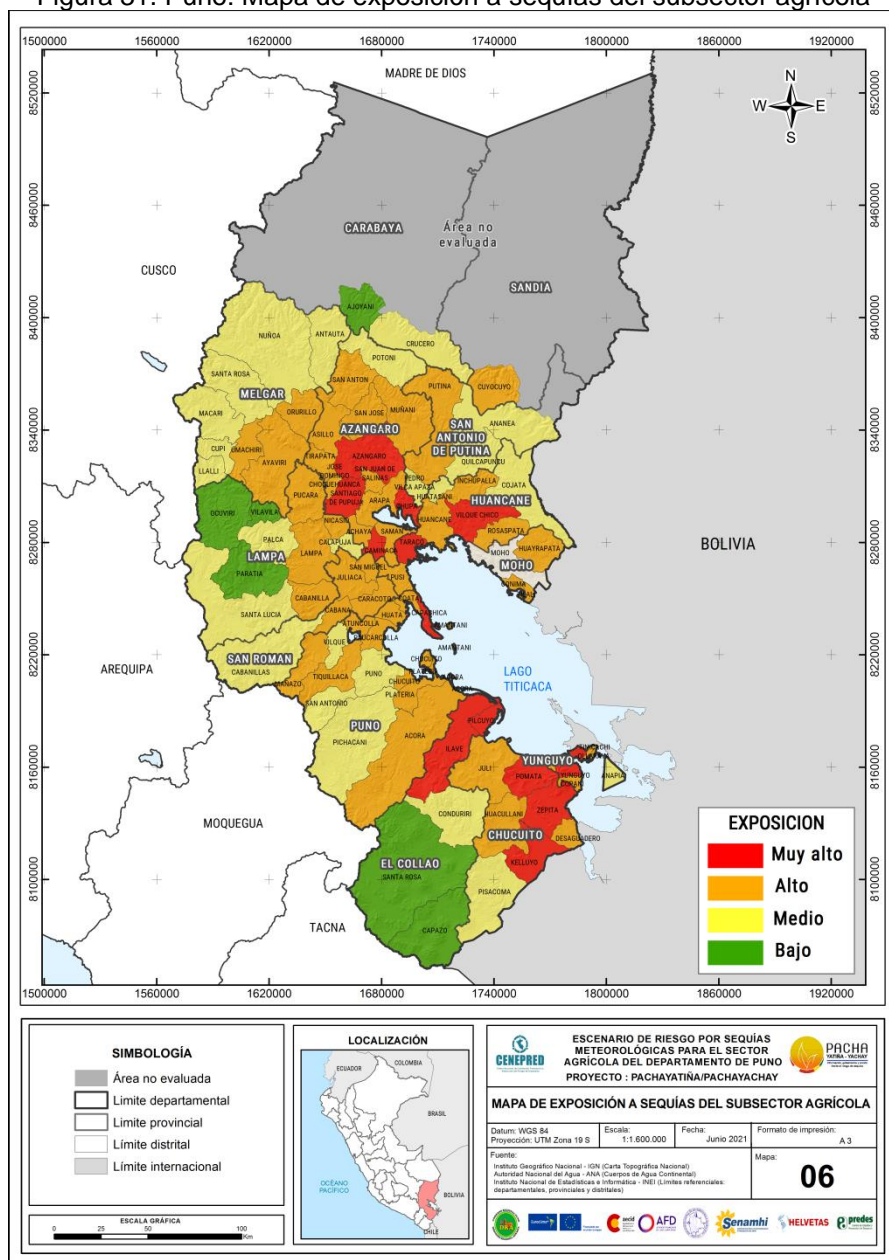 Figura 31: Puno: Mapa de exposición a sequías del subsector agrícola
1500000 1560000 1620000 1680000 1740000 1800000 1860000 1920000
8520000
8460000
8400000
8340000
8280000
8220000
8160000
8100000
N
W E
S
MADRE DE DIOS
CUSCO
AREQUIPA
MOQUEGUA
TACNA
BOLIVIA
LAGO
TITICACA
CARABAYA
Área no
evaluada
SANDIA
AJOYANI
NUÑOA
ANTAUTA
CRUCERO
POTONI
SANTA ROSA
MELGAR
SAN ANTON
PUTINA
CUYOCUYO
MACARI
ORURILLO
SAN JOSE
MUÑANI
ANANEA
AZANGARO
SAN
ANTONIO
DE PUTINA
CUPI
UMACHIRI
ASILLO
TIRAPATA
AZANGARO
QUILCAPUNCU
LLALLI
AYAVIRI
JOSE
DOMINGO
CHOQUEHUANCA
SAN JUAN DE
SALINAS
PEDRO
VILCA APAZA
INCHUPALLA
COJATA
PUCARA
SANTIAGO
DE PUPUJA
ARAPA
CHUPA
HUATASANI
HUANCANE
OCUVIRI
VILAVILA
NICASIO
ACHAYA
SAMAN
HUANCANE
VILQUE CHICO
ROSASPATA
PALCA
CALAPUJA
CAMINACA
TARACO
MOHO
HUAYRAPATA
LAMPA
LAMPA
MOHO
PARATIA
SAN MIGUEL
JULIACA
PUSI
CONIMA
TILALI
CABANILLA
CARACOTO
COATA
SANTA LUCIA
CABANA
HUATA
CAPACHICA
ATUNCOLLA
PAUCARCOLLA
AMANTANI
VILQUE
AMANTANI
SAN ROMAN
CABANILLAS
MAÑAZO
TIQUILLACA
PUNO
CHUCUITO
CHUCUITO
PLATERIA
SAN ANTONIO
PUNO
PICHACANI
ACORA
PILCUYO
ILAVE
JULI
YUNGUYO
POMATA
YUNGUYO
COPANI
ANAPIA
CONDURIRI
ZEPITA
HUACULLANI
CHUCUITO
DESAGUADERO
EL COLLAO
SANTA ROSA
KELLUYO
PISACOMA
CAPAZO
EXPOSICION
Muy alto
Alto
Medio
Bajo
1500000 1560000 1620000 1680000 1740000 1800000 1860000 1920000
SIMBOLOGÍA
Área no evaluada
Limite departamental
Limite provincial
Limite distrital
Límite internacional
ESCALA GRÁFICA
0 25 50 100
Km
LOCALIZACIÓN
ECUADOR
COLOMBIA
BRASIL
OCÉANO
PACÍFICO
BOLIVIA
CHILE
CENEPRED
ESCENARIO DE RIESGO POR SEQUÍAS
METEOROLÓGICAS PARA EL SECTOR
AGRÍCOLA DEL DEPARTAMENTO DE PUNO
PROYECTO : PACHAYATIÑA/PACHAYACHAY
PACHA
YATIÑA - YACHAY
MAPA DE EXPOSICIÓN A SEQUÍAS DEL SUBSECTOR AGRÍCOLA
Datum: WGS 84
Proyección: UTM Zona 19 S
Escala:
1:1.600.000
Fecha:
Junio 2021
Formato de impresión:
A 3
Fuente:
Instituto Geográfico Nacional - IGN (Carta Topográfica Nacional)
Autoridad Nacional del Agua - ANA (Cuerpos de Agua Continental)
Instituto Nacional de Estadísticas e Informática - INEI (Límites referenciales:
departamentales, provinciales y distritales)
Mapa:
06
aecid
AFD
Senamhi
HELVETAS
predes